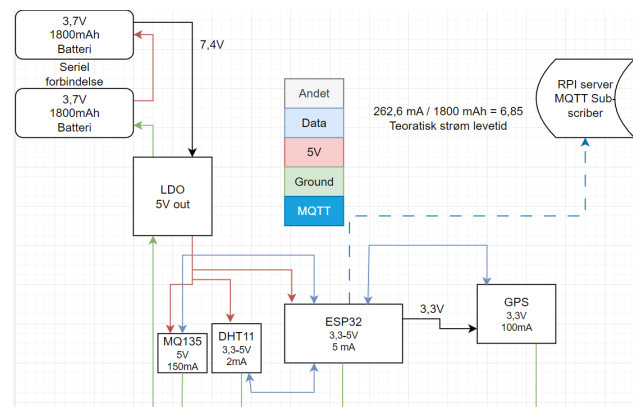 3,7V
1800mAh
Batteri
Seriel
forbindelse
3,7V
1800mAh
Batteri
7,4V
LDO
5V out
Andet
Data
5V
Ground
MQTT
262,6 mA / 1800 mAh = 6,85
Teoratisk strøm levetid
RPI server
MQTT Sub-
scriber
MQ135
5V
150mA
DHT11
3,3-5V
2mA
ESP32
3,3-5V
5 mA
3,3V
GPS
3,3V
100mA